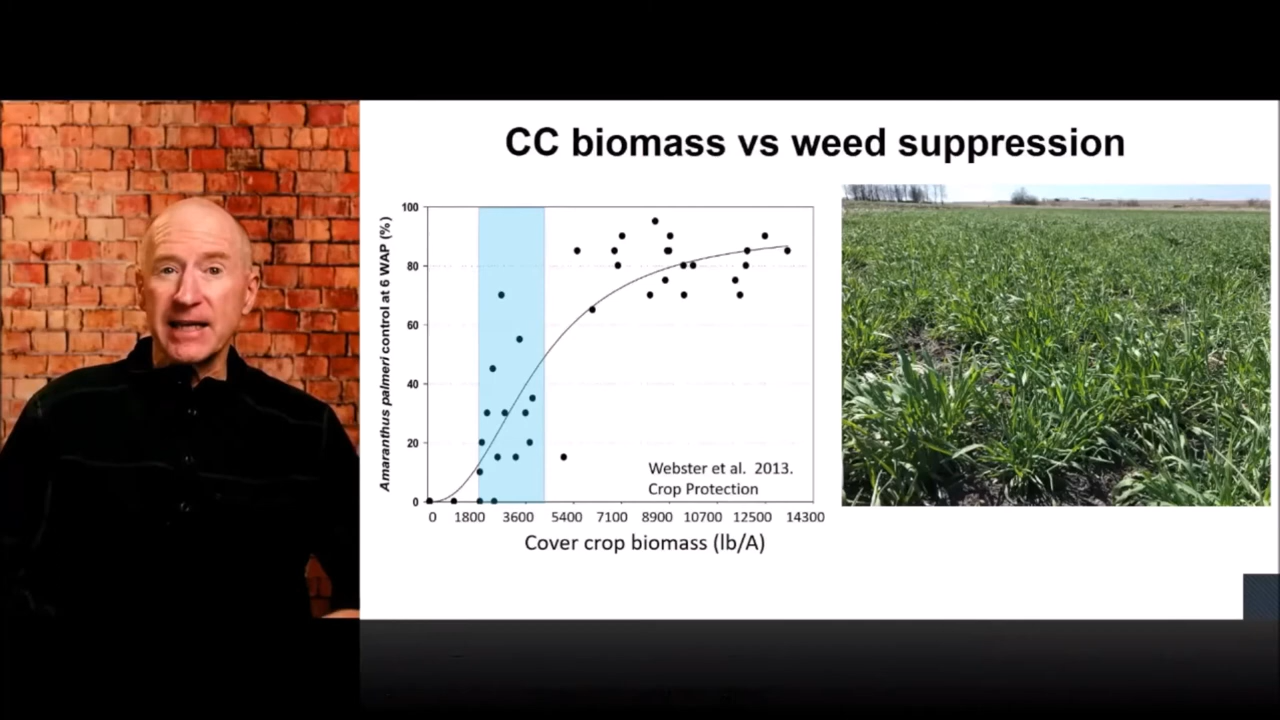 CC biomass vs weed suppression
Amaranthus palmeri control at 6 WAP (%)
100
80
60
40
20
0
Webster et al. 2013.
Crop Protection
0 1800 3600 5400 7100 8900 10700 12500 14300
Cover crop biomass (lb/A)